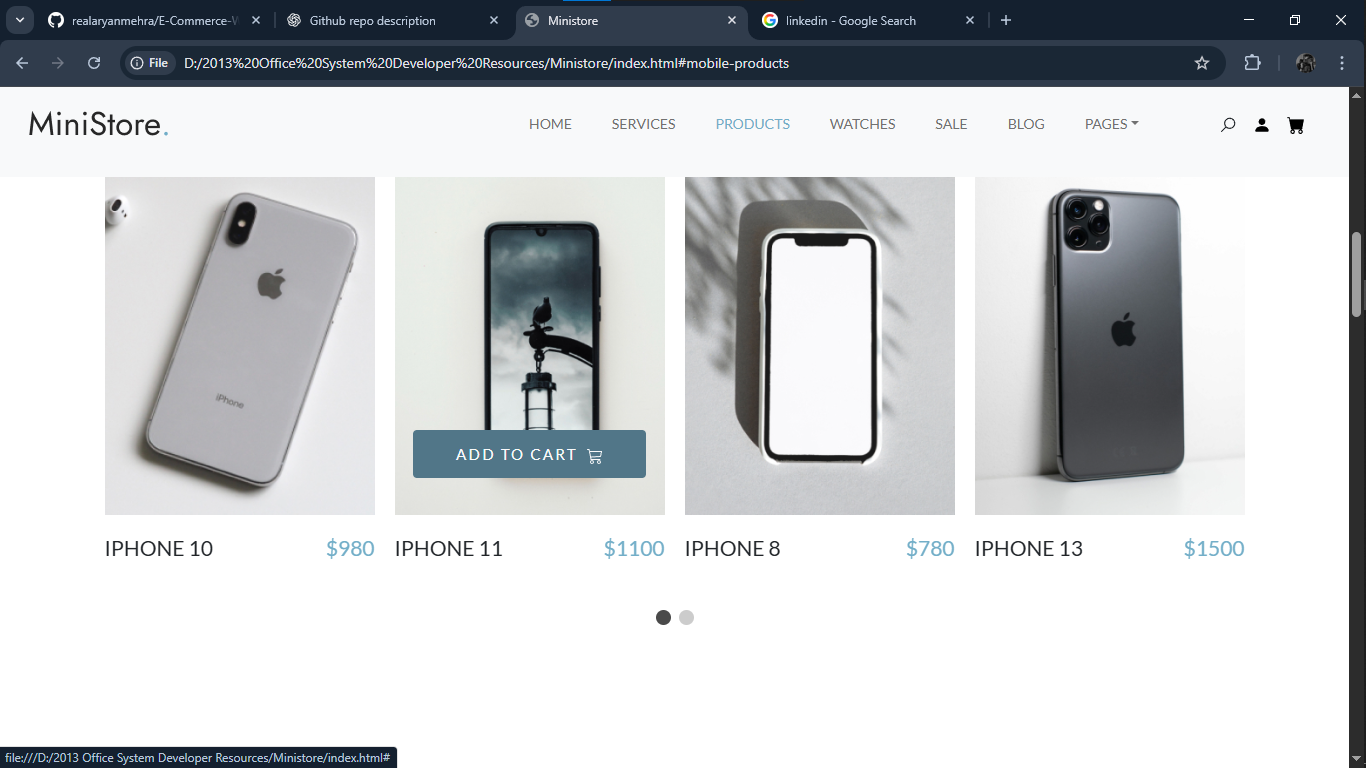 realaryanmehra/E-Commerce-W
Github repo description
Ministore
linkedin - Google Search
File
D:/2013%20Office%20System%20Developer%20Resources/Ministore/index.html#mobile-products
MiniStore.
HOME
SERVICES
PRODUCTS
WATCHES
SALE
BLOG
PAGES
iPhone
ADD TO CART
IPHONE 10
$980
IPHONE 11
$1100
IPHONE 8
$780
IPHONE 13
$1500
file:///D:/2013 Office System Developer Resources/Ministore/index.html#